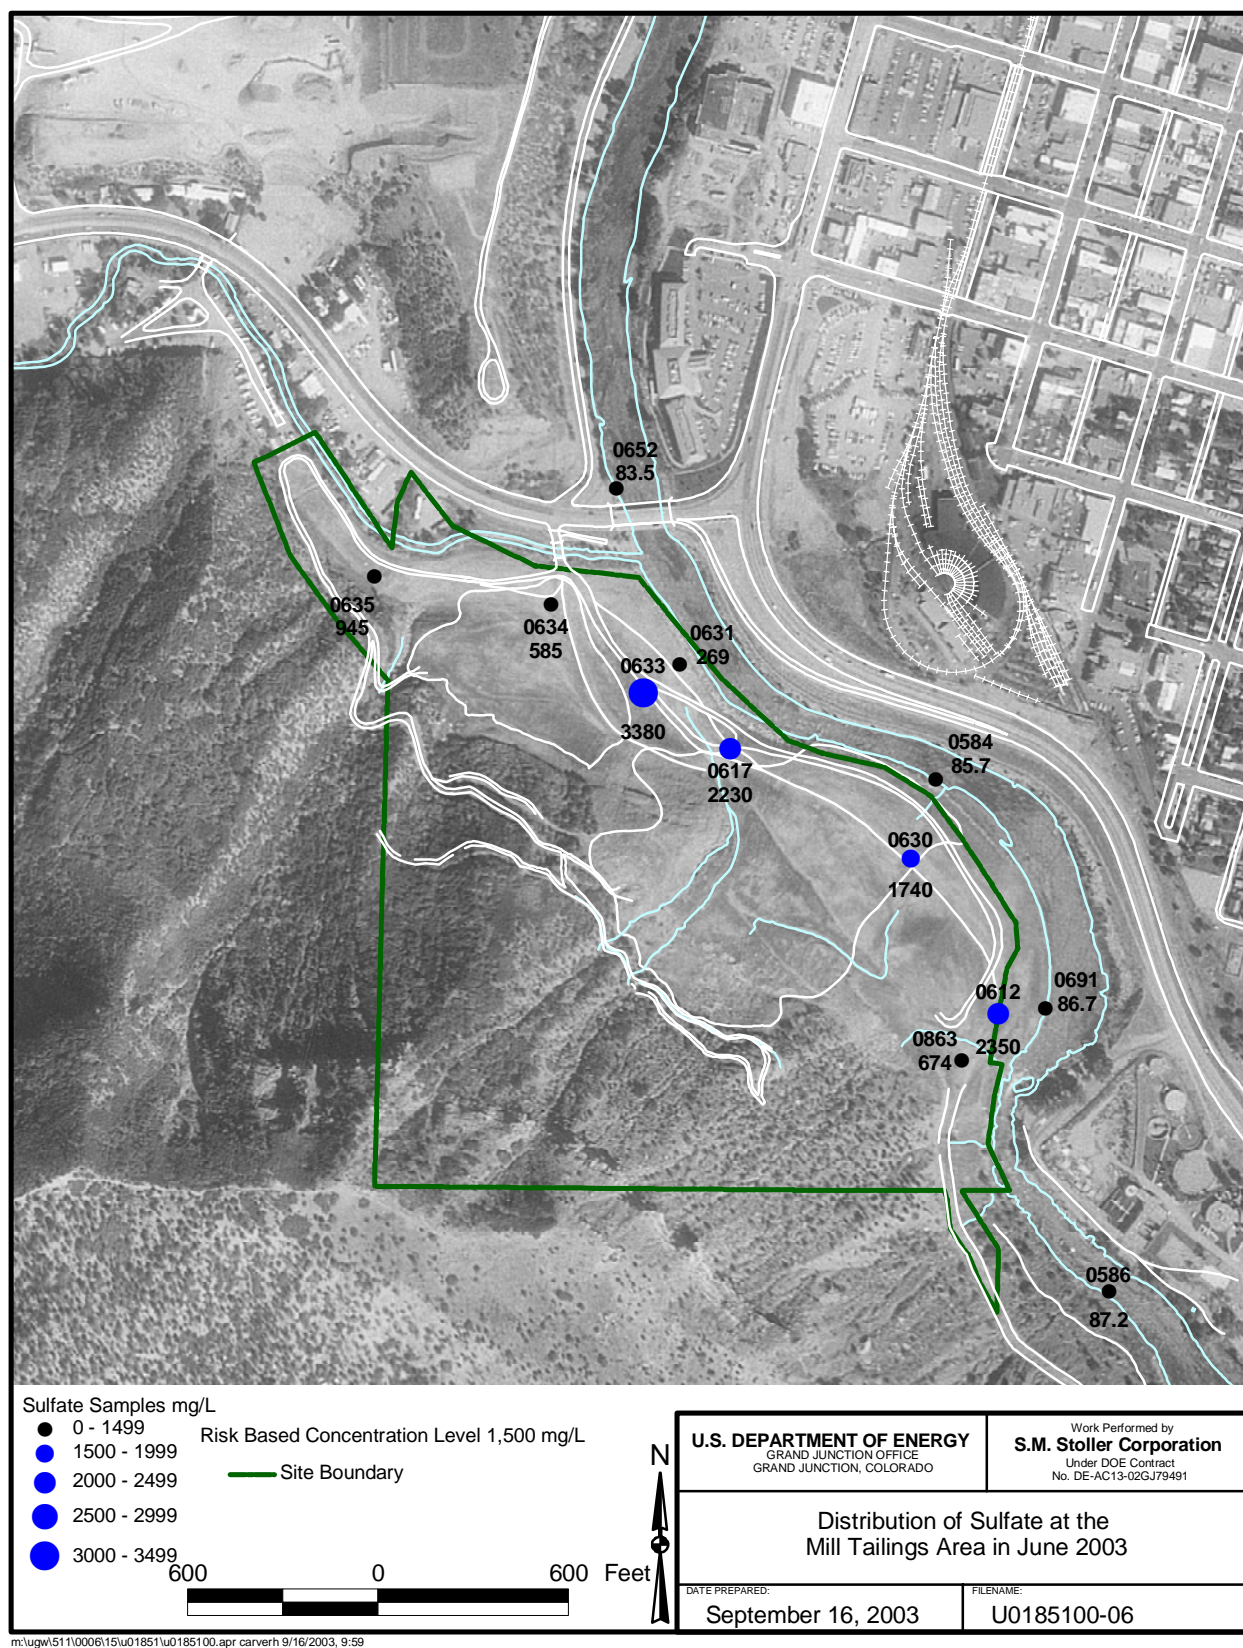 0652
83.5
0635
945
0634
585
0631
269
0633
3380
0617
2230
0584
85.7
0630
1740
0691
86.7
0612
2350
0863
674
0586
87.2
Sulfate Samples mg/L
0 - 1499
1500 - 1999
2000 - 2499
2500 - 2999
3000 - 3499
Risk Based Concentration Level 1,500 mg/L
Site Boundary
600 0 600 Feet
N
U.S. DEPARTMENT OF ENERGY
GRAND JUNCTION OFFICE
GRAND JUNCTION, COLORADO
Work Performed by
S.M. Stoller Corporation
Under DOE Contract
No. DE-AC13-02GJ79491
Distribution of Sulfate at the
Mill Tailings Area in June 2003
DATE PREPARED:
September 16, 2003
FILENAME:
U0185100-06
m:\ugw\511\0006\15\u01851\u0185100.apr carverh 9/16/2003, 9:59